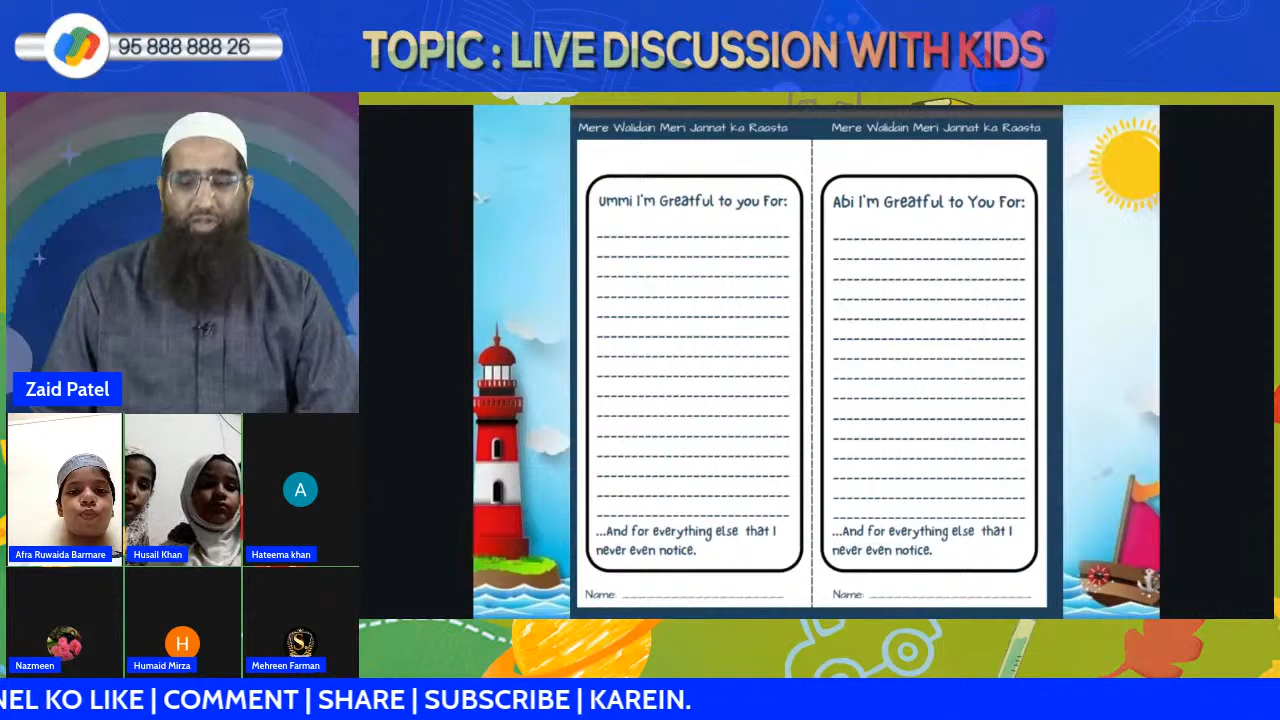 95 888 888 26
TOPIC : LIVE DISCUSSION WITH KIDS
Mere Walidain Meri Jannat ka Raasta
Mere Walidain Meri Jannat ka Raasta
Ummi I'm Greatful to you For:
...And for everything else that I
never even notice.
Name:
Abi I'm Greatful to You For:
...And for everything else that I
never even notice.
Name:
Zaid Patel
Afra Ruwaida Barmare
Husail Khan
A
Hateema khan
Nazmeen
H
Humaid Mirza
S.
Mehreen Farman
NEL KO LIKE | COMMENT | SHARE | SUBSCRIBE | KAREIN.